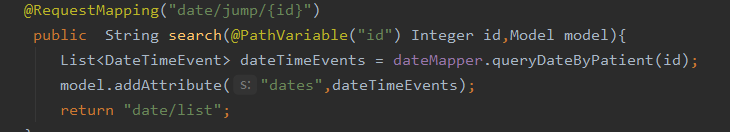 @RequestMapping("date/jump/{id}")
public  String search(@PathVariable("id") Integer id,Model model){
List<DateTimeEvent> dateTimeEvents = dateMapper.queryDateByPatient(id);
model.addAttribute( s: "dates",dateTimeEvents);
return "date/list";
}